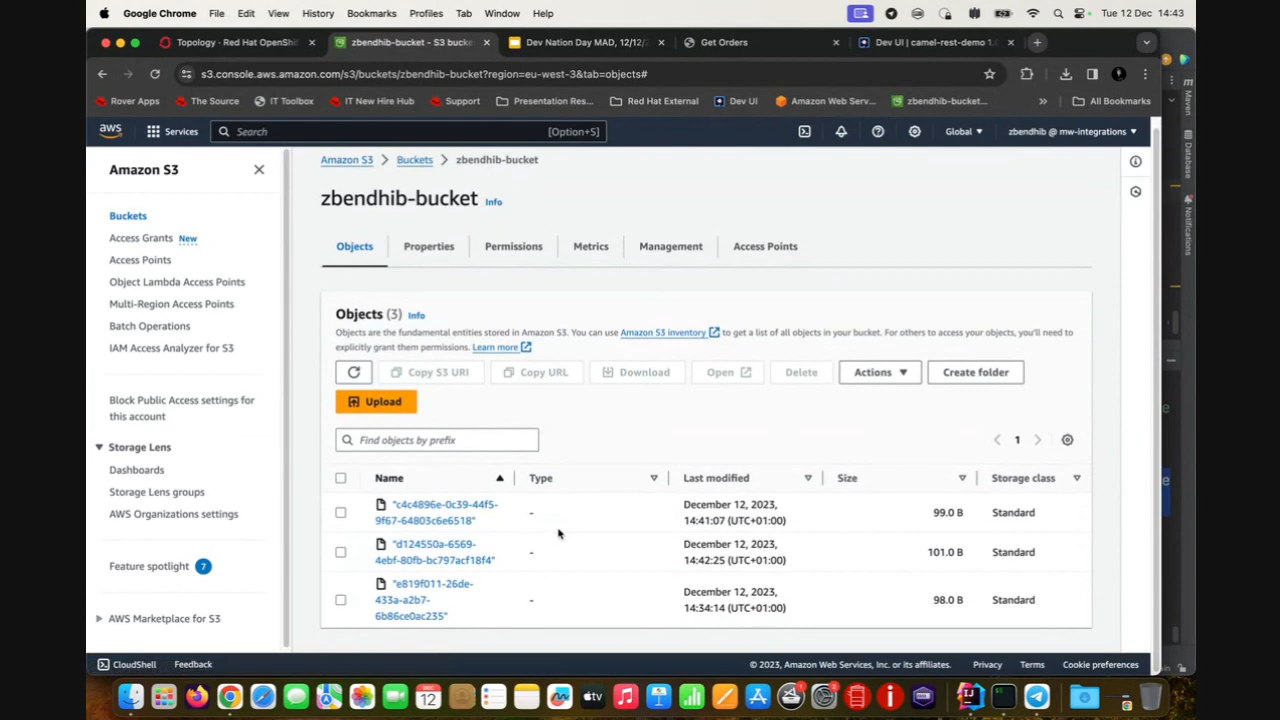 Google Chrome File Edit View History Bookmarks Profiles Tab Window Help Tue 12 Dec 14:43
Topology - Red Hat OpenShift
zbendhib-bucket - S3 bucke
Dev Nation Day MAD, 12/12/
Get Orders
Dev UI | camel-rest-demo 1.
s3.console.aws.amazon.com/s3/buckets/zbendhib-bucket?region=eu-west-3&tab=objects#
Rover Apps The Source IT Toolbox IT New Hire Hub Support Presentation Res... Red Hat External Dev UI Amazon Web Serv... zbendhib-bucket... » All Bookmarks
aws Services Search [Option+S] Global zbendhib @ mw-integrations
Amazon S3
Buckets
Access Grants New
Access Points
Object Lambda Access Points
Multi-Region Access Points
Batch Operations
IAM Access Analyzer for S3
Block Public Access settings for
this account
Storage Lens
Dashboards
Storage Lens groups
AWS Organizations settings
Feature spotlight 7
AWS Marketplace for S3
Amazon S3 > Buckets > zbendhib-bucket
zbendhib-bucket Info
Objects Properties Permissions Metrics Management Access Points
Objects (3) Info
Objects are the fundamental entities stored in Amazon S3. You can use Amazon S3 inventory to get a list of all objects in your bucket. For others to access your objects, you'll need to
explicitly grant them permissions. Learn more
Copy S3 URI Copy URL Download Open Delete Actions Create folder
Upload
Find objects by prefix
1
Name Type Last modified Size Storage class
"c4c4896e-0c39-44f5-
9f67-64803c6e6518"
-
December 12, 2023,
14:41:07 (UTC+01:00)
99.0 B
Standard
"d124550a-6569-
4ebf-80fb-bc797acf18f4"
-
December 12, 2023,
14:42:25 (UTC+01:00)
101.0 B
Standard
"e819f011-26de-
433a-a2b7-
6b86ce0ac235"
-
December 12, 2023,
14:34:14 (UTC+01:00)
98.0 B
Standard
CloudShell Feedback © 2023, Amazon Web Services, Inc. or its affiliates. Privacy Terms Cookie preferences
Maven
Database
Notifications
DEC
12
tv